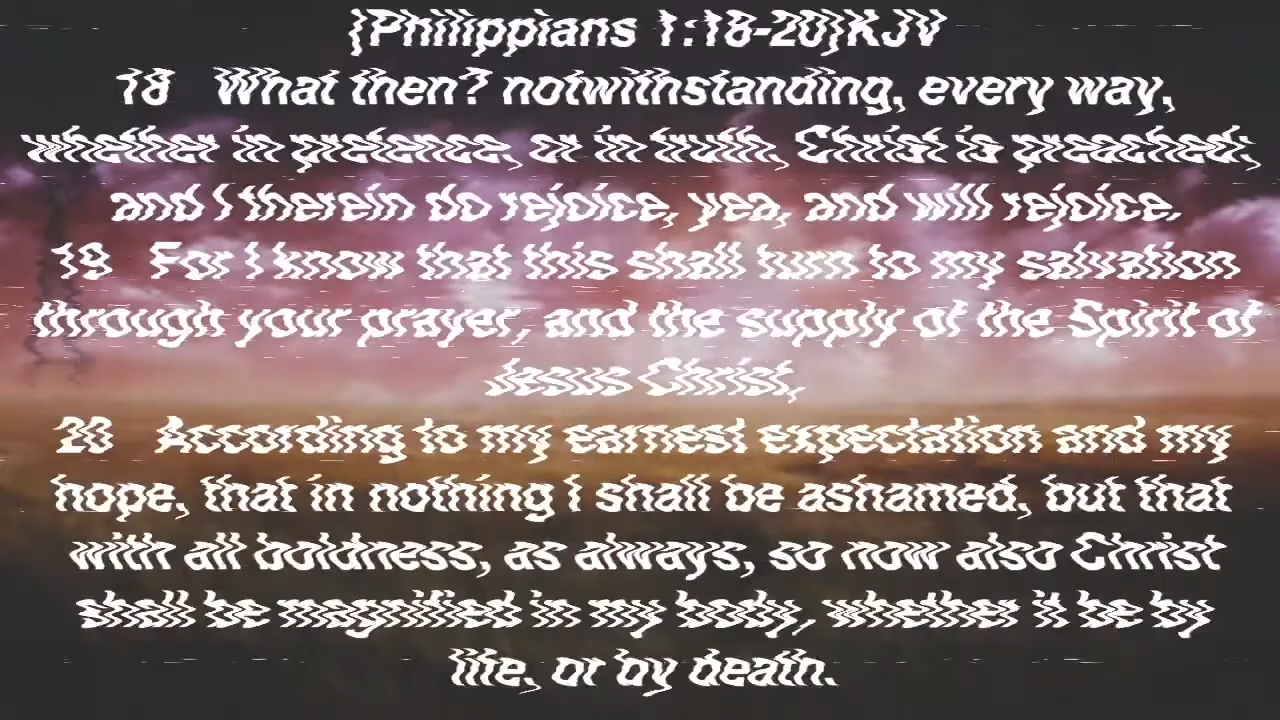 {Philippians 1:18-20}KJV
18 What then? notwithstanding, every way,
whether in pretence, or in truth, Christ is preached;
and I therein do rejoice, yea, and will rejoice.
19 For I know that this shall turn to my salvation
through your prayer, and the supply of the Spirit of
Jesus Christ,
20 According to my earnest expectation and my
hope, that in nothing I shall be ashamed, but that
with all boldness, as always, so now also Christ
shall be magnified in my body, whether it be by
life, or by death.